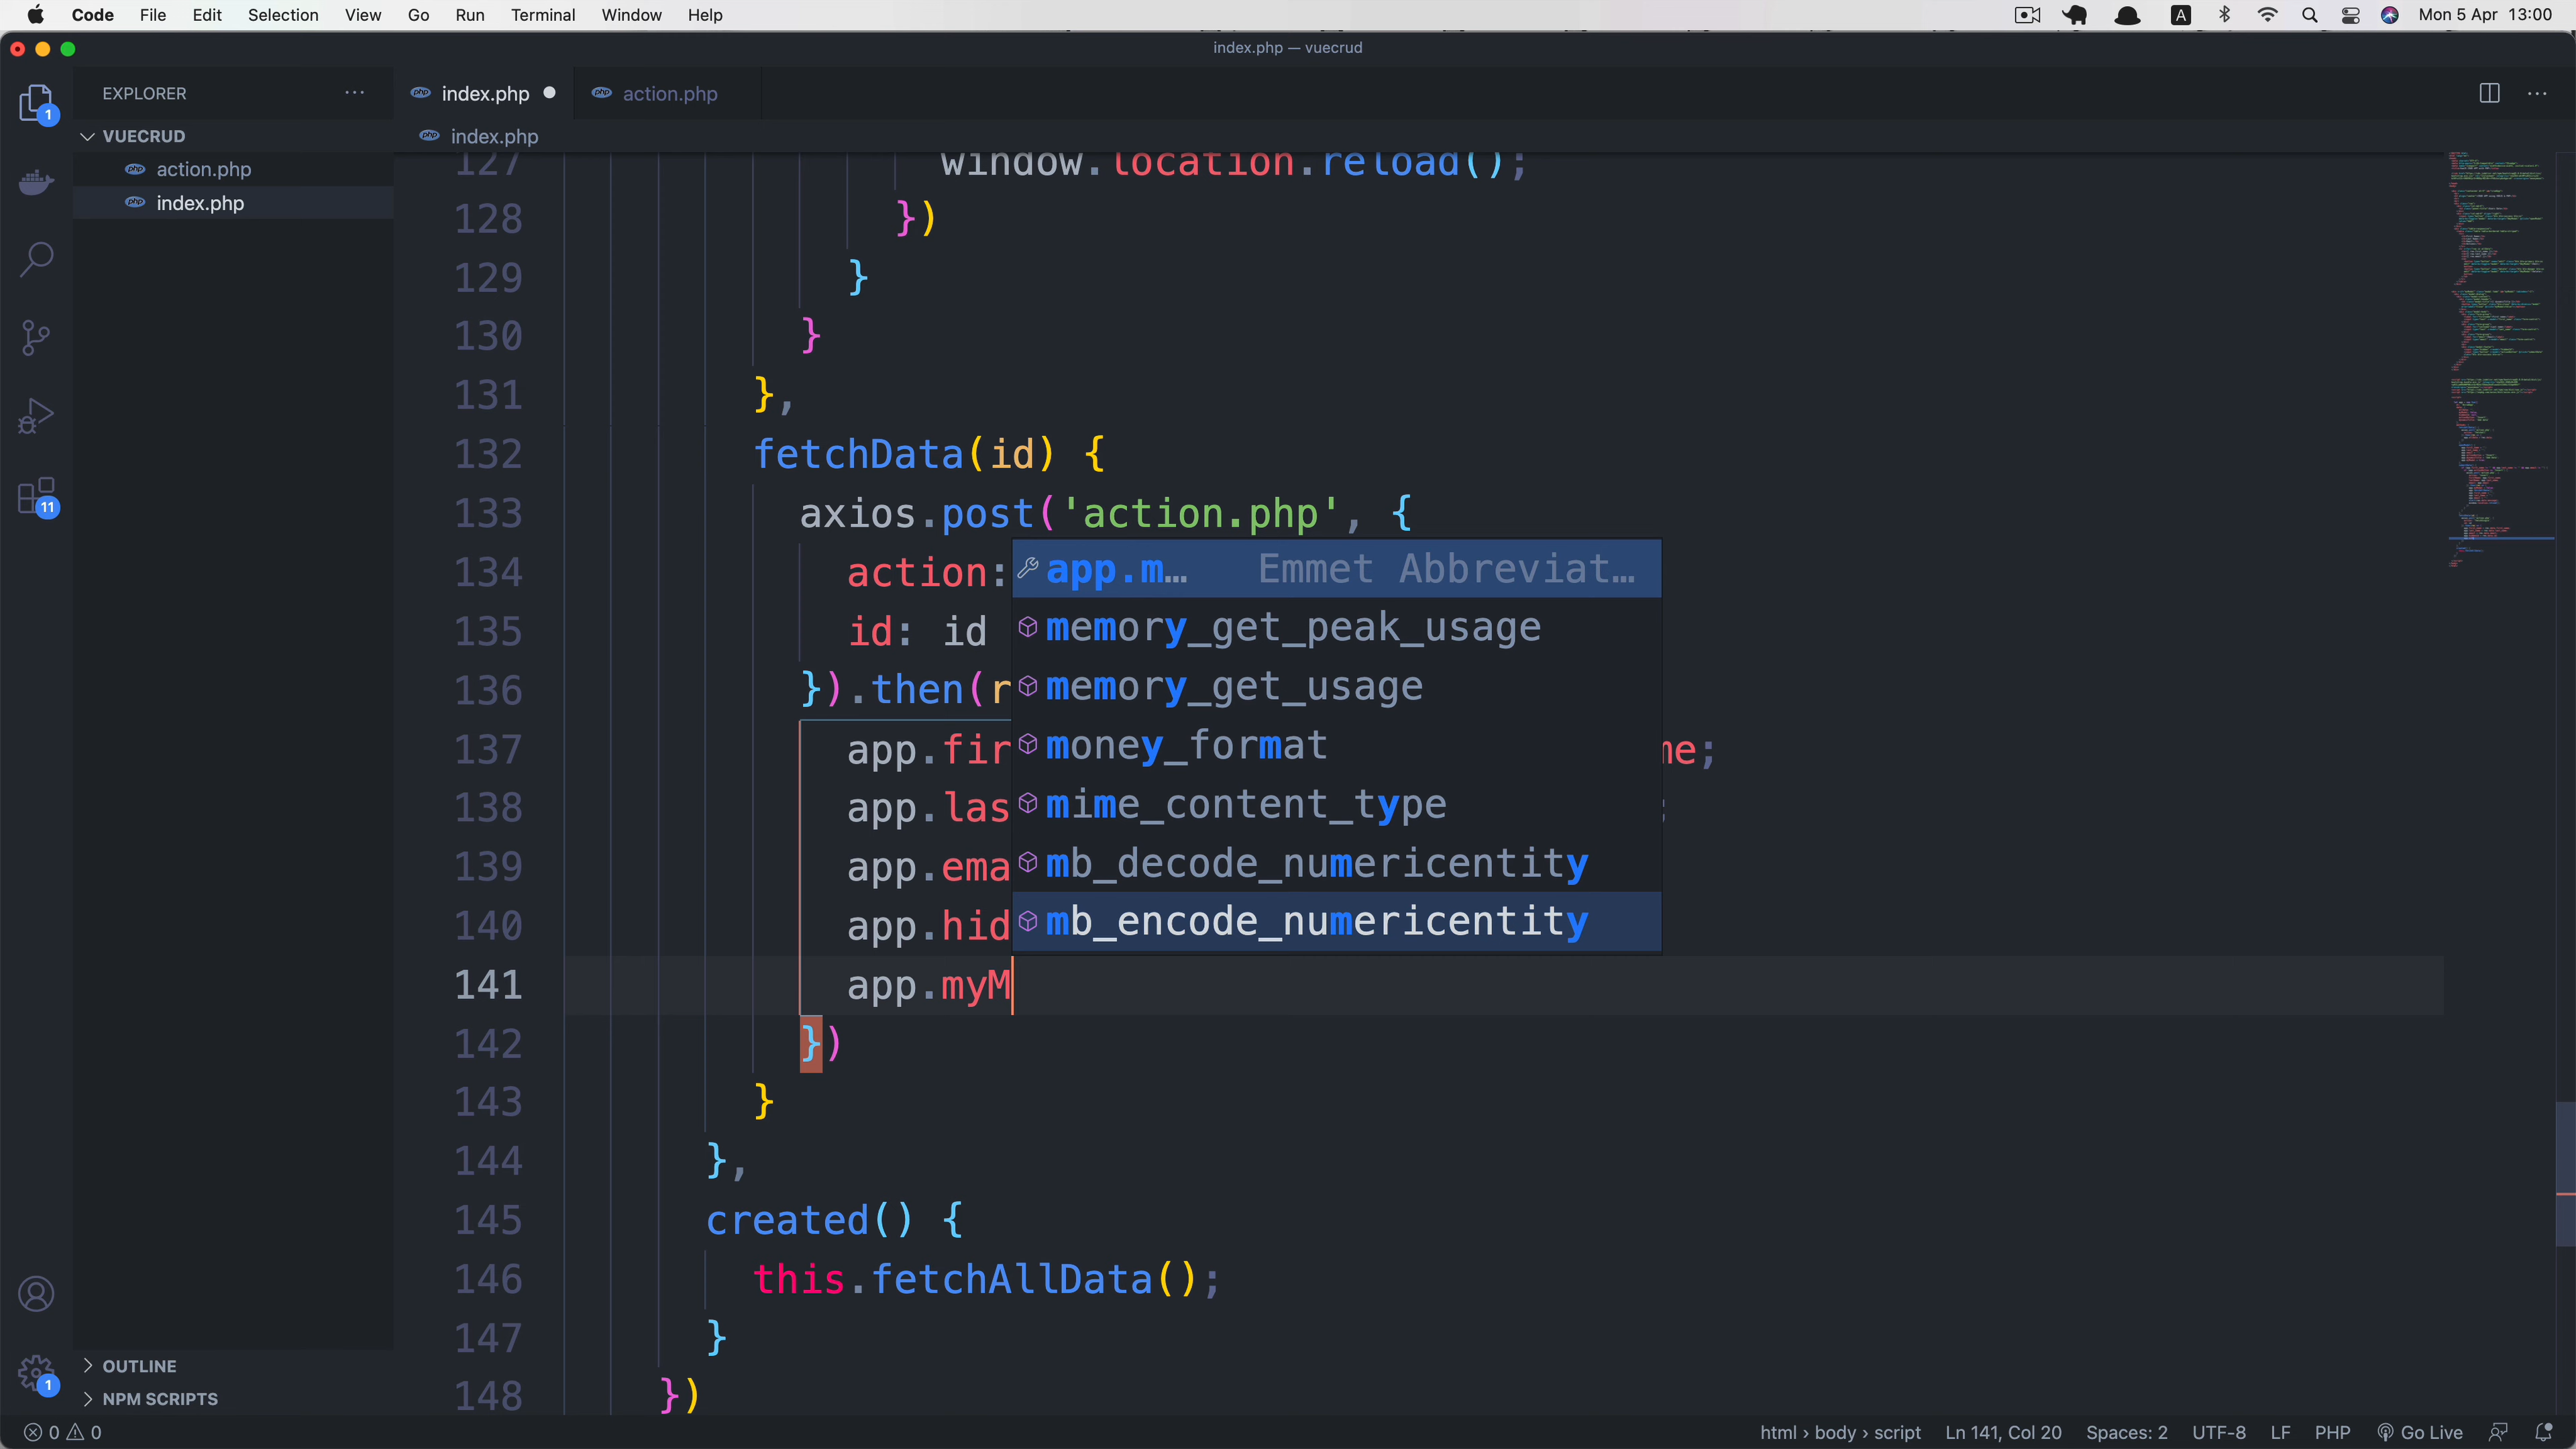 Code File Edit Selection View Go Run Terminal Window Help A Mon 5 Apr 13:00
index.php — vuecrud
EXPLORER ···
1
VUECRUD
action.php
index.php
11
index.php action.php ···
index.php
127 window.location.reload();
128 })
129 }
130 }
131 },
132 fetchData(id) {
133 axios.post('action.php', {
134 action:
135 id: id
136 }).then(r
137 app.fir me;
138 app.las ;
139 app.ema
140 app.hid
141 app.myM
142 })
143 }
144 },
145 created() {
146 this.fetchAllData();
147 }
148 })
app.m… Emmet Abbreviat…
memory_get_peak_usage
memory_get_usage
money_format
mime_content_type
mb_decode_numericentity
mb_encode_numericentity
1
OUTLINE
NPM SCRIPTS
0 0 html › body › script Ln 141, Col 20 Spaces: 2 UTF-8 LF PHP Go Live